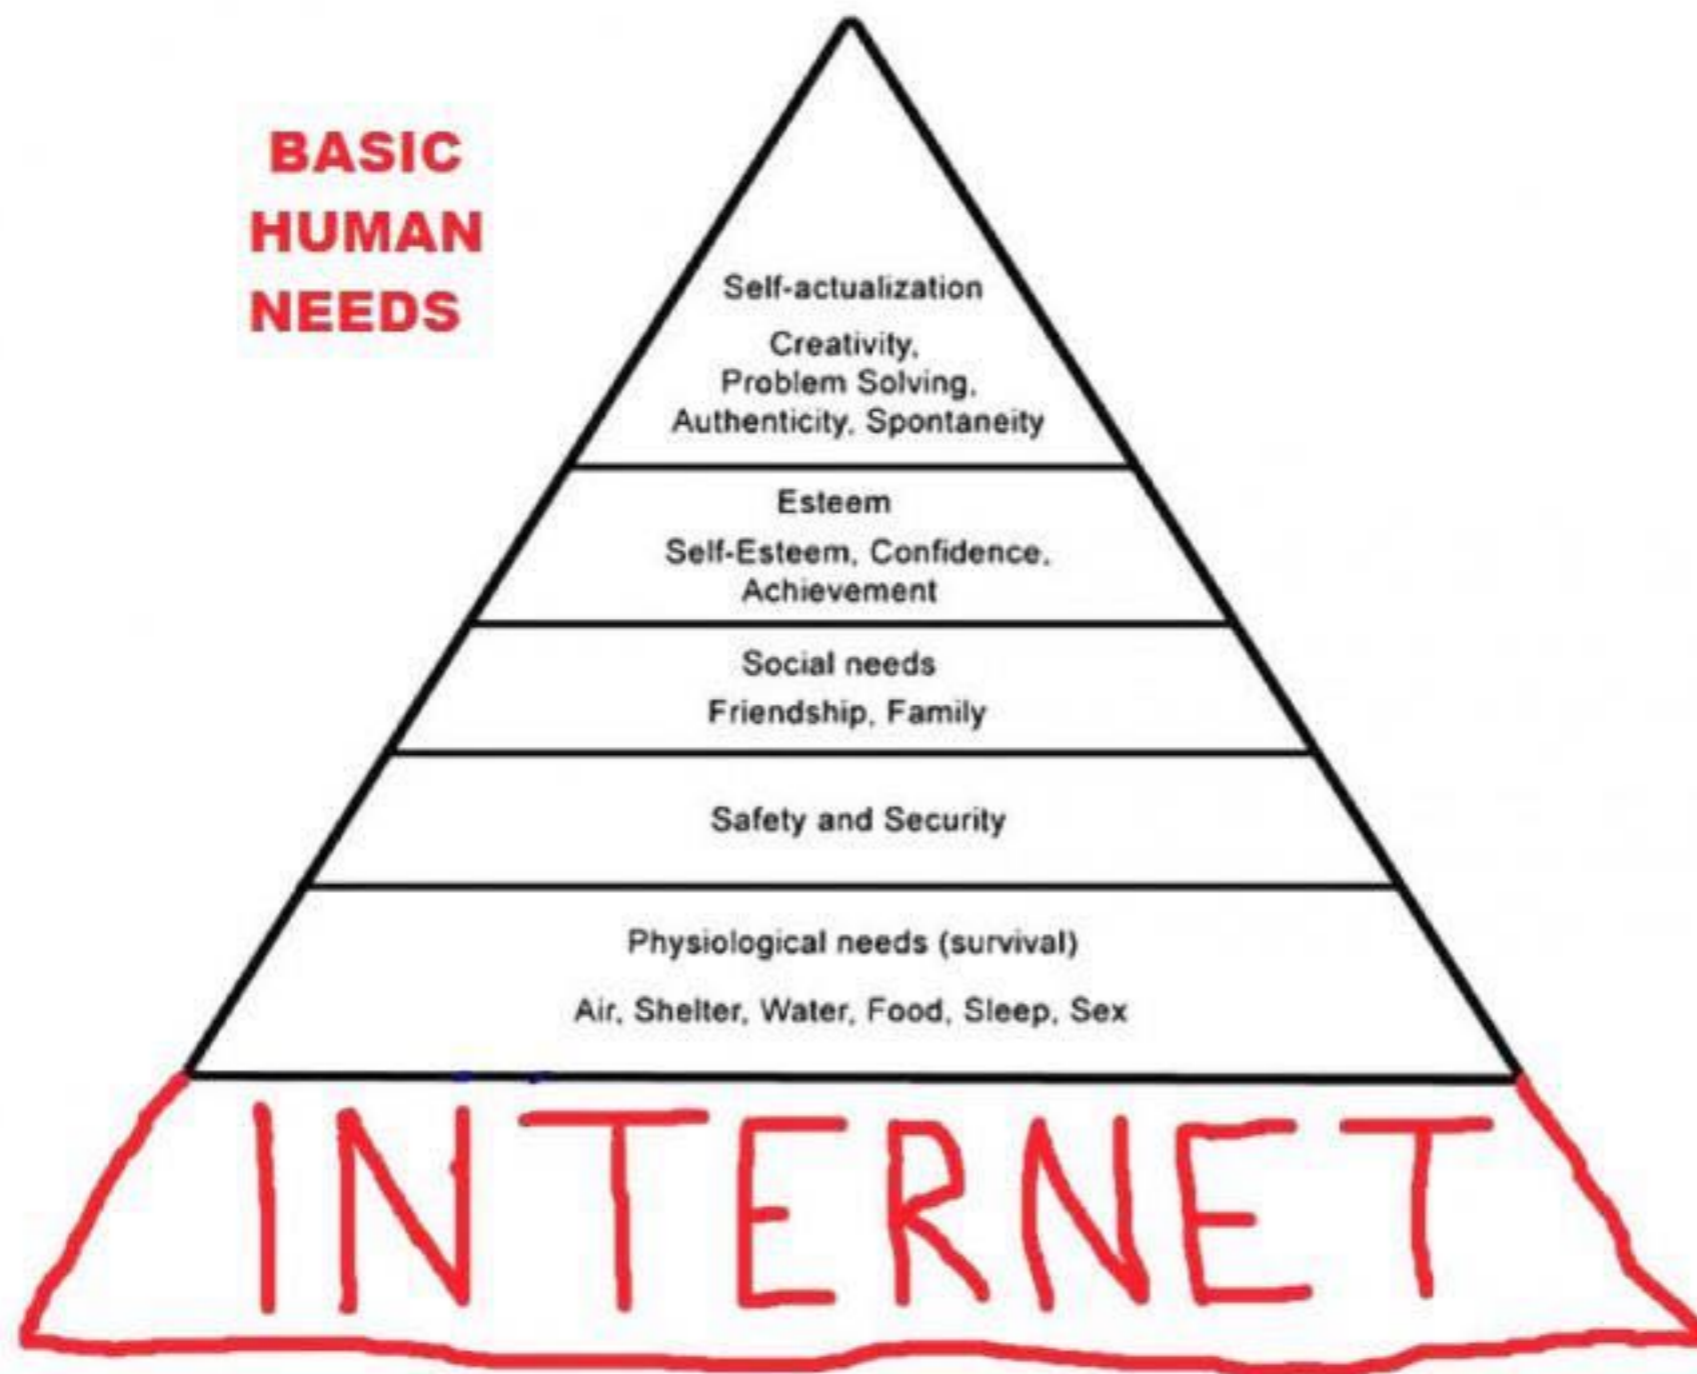 BASIC
HUMAN
NEEDS
Self-actualization
Creativity,
Problem Solving,
Authenticity, Spontaneity
Esteem
Self-Esteem, Confidence,
Achievement
Social needs
Friendship, Family
Safety and Security
Physiological needs (survival)
Air, Shelter, Water, Food, Sleep, Sex
INTERNET